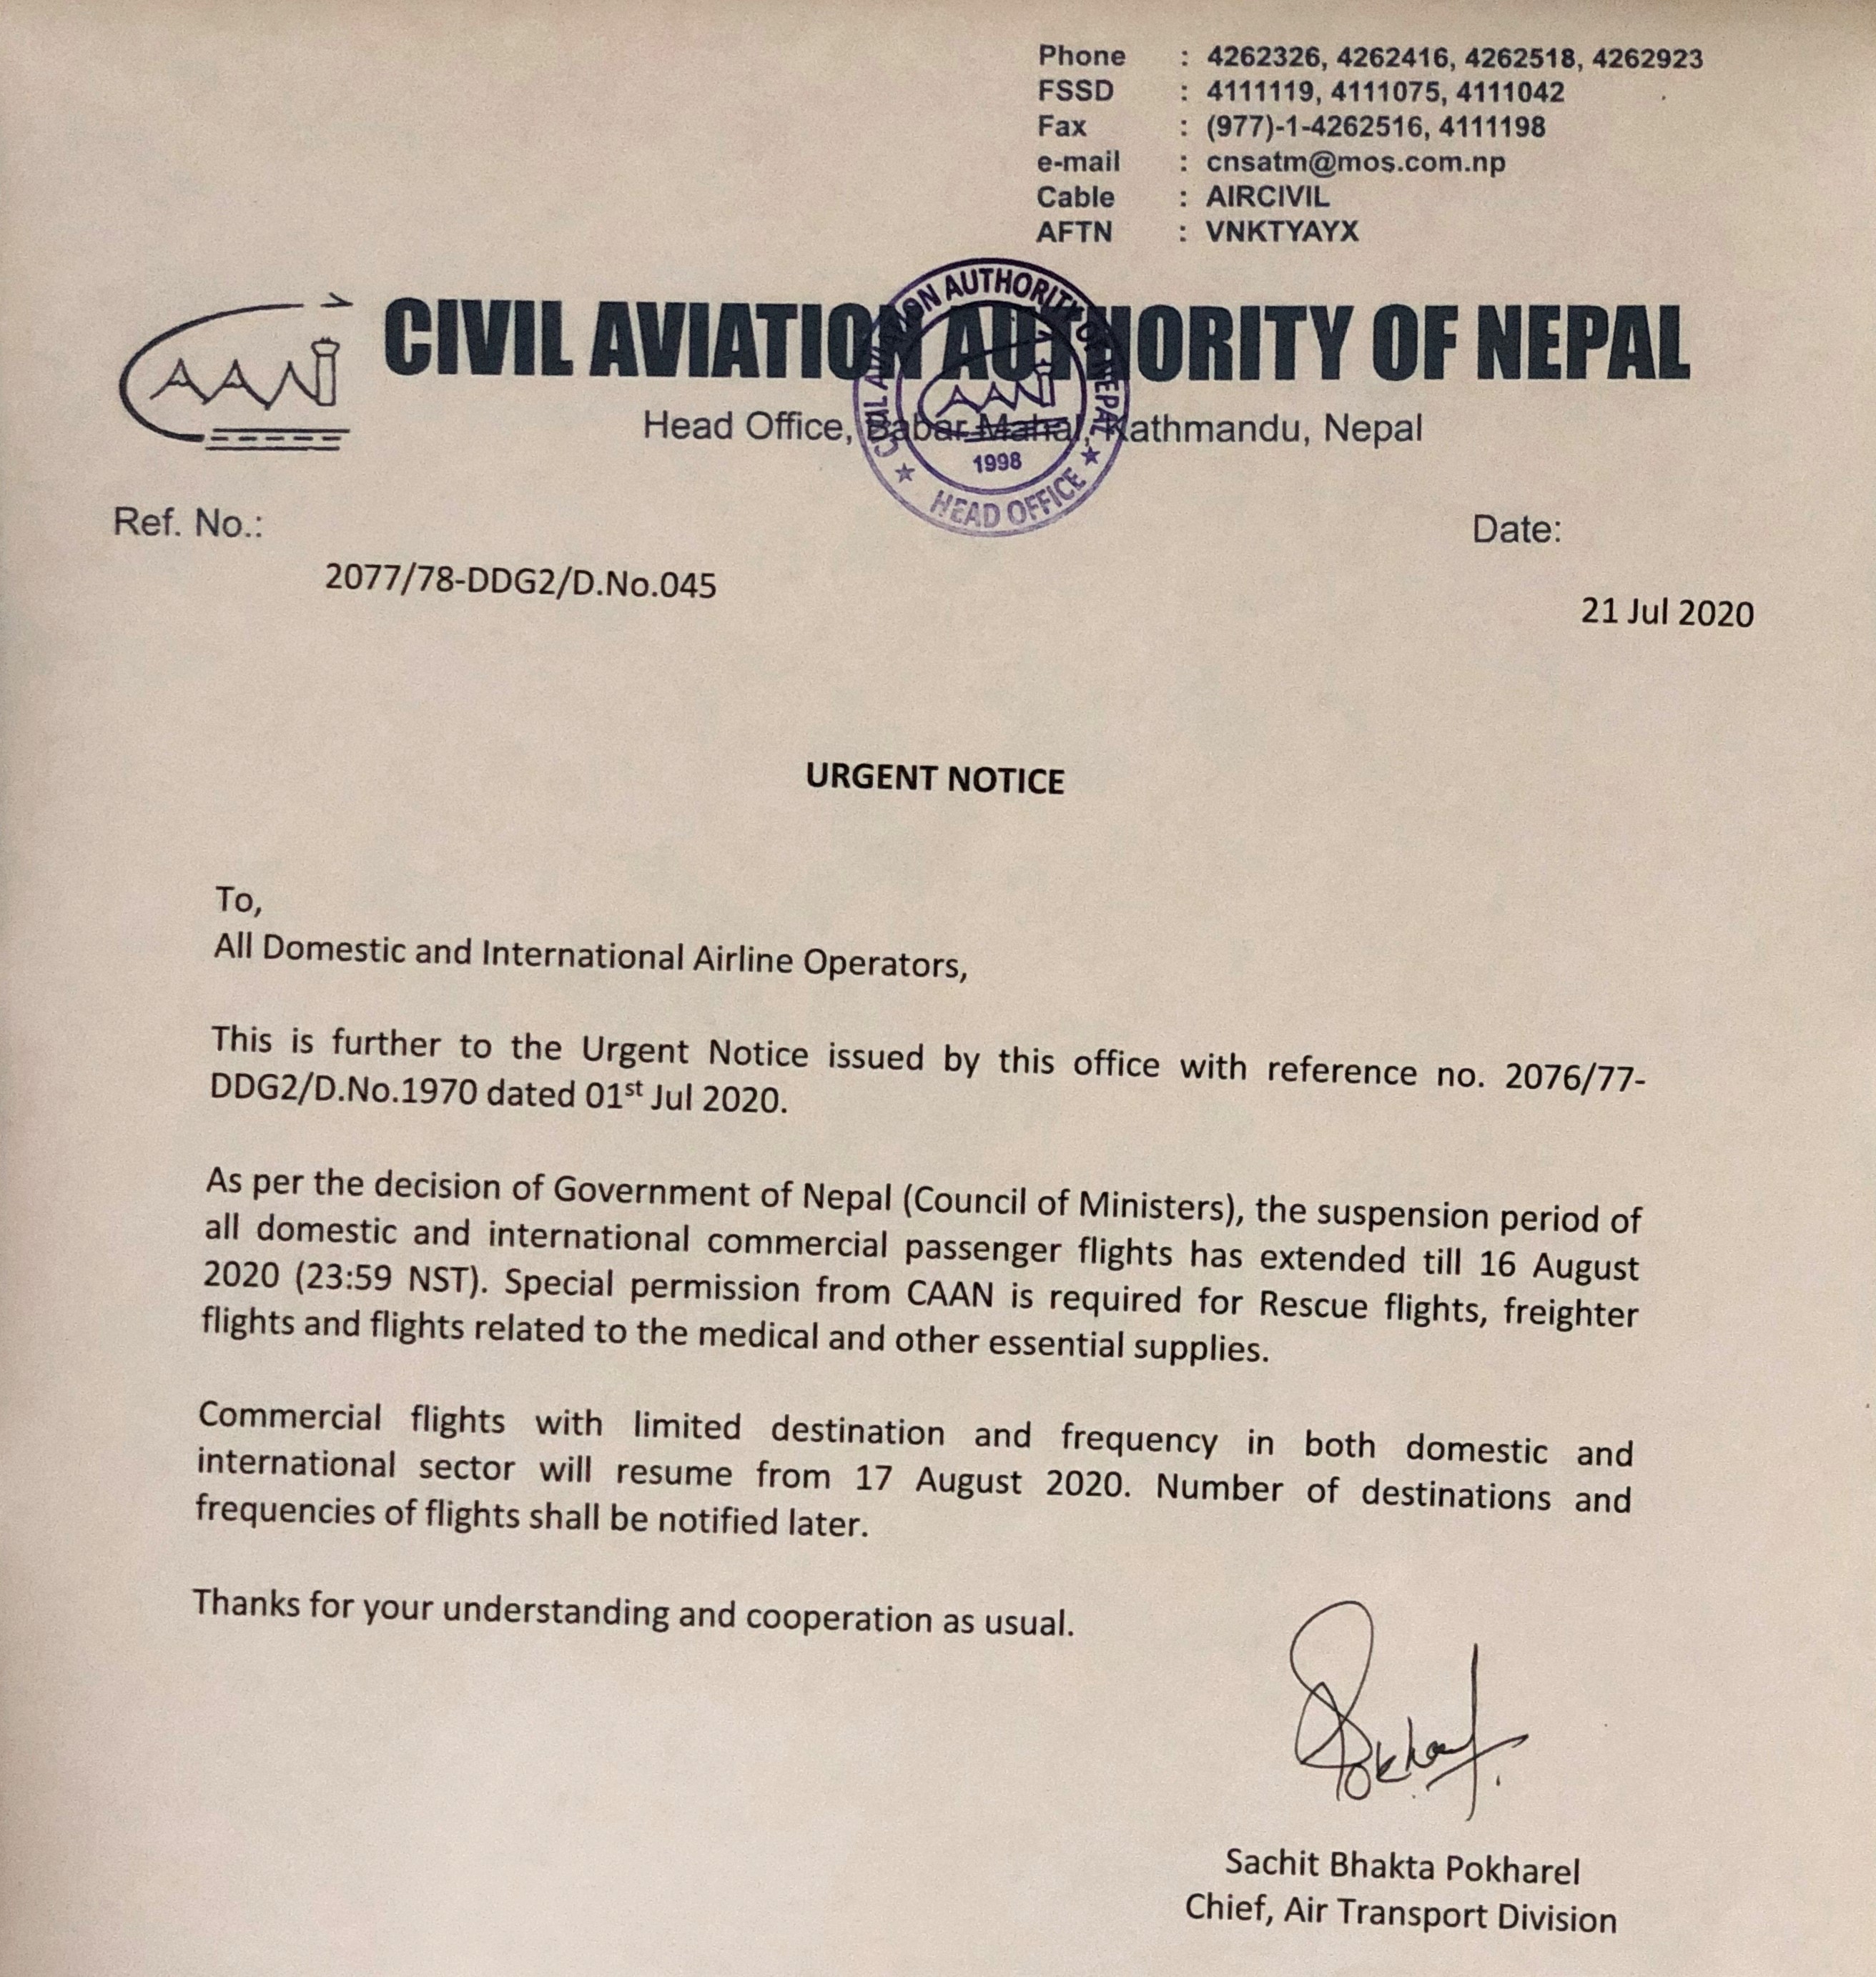 Phone : 4262326, 4262416, 4262518, 4262923
FSSD : 4111119, 4111075, 4111042
Fax : (977)-1-4262516, 4111198
e-mail : cnsatm@mos.com.np
Cable : AIRCIVIL
AFTN : VNKTYAYX
CAAN
CIVIL AVIATION AUTHORITY OF NEPAL
Head Office, Babar Mahal, Kathmandu, Nepal
CIVIL AVIATION AUTHORITY OF NEPAL
CAAN
1998
HEAD OFFICE
Ref. No.:
Date:
2077/78-DDG2/D.No.045
21 Jul 2020
URGENT NOTICE
To,
All Domestic and International Airline Operators,
This is further to the Urgent Notice issued by this office with reference no. 2076/77-
DDG2/D.No.1970 dated 01st Jul 2020.
As per the decision of Government of Nepal (Council of Ministers), the suspension period of
all domestic and international commercial passenger flights has extended till 16 August
2020 (23:59 NST). Special permission from CAAN is required for Rescue flights, freighter
flights and flights related to the medical and other essential supplies.
Commercial flights with limited destination and frequency in both domestic and
international sector will resume from 17 August 2020. Number of destinations and
frequencies of flights shall be notified later.
Thanks for your understanding and cooperation as usual.
Pokharel
Sachit Bhakta Pokharel
Chief, Air Transport Division